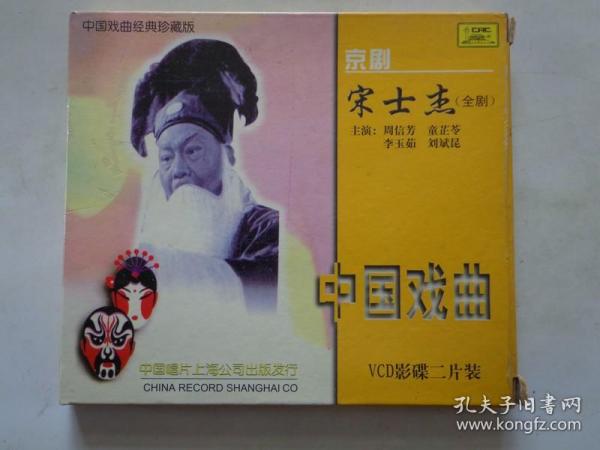 中国戏曲经典珍藏版
CRC
京剧
宋士杰（全剧）
主演：周信芳 童芷苓
李玉茹 刘斌昆
中国戏曲
VCD影碟二片装
中国唱片上海公司出版发行
CHINA RECORD SHANGHAI CO
孔夫子旧书网
www.kongfz.com